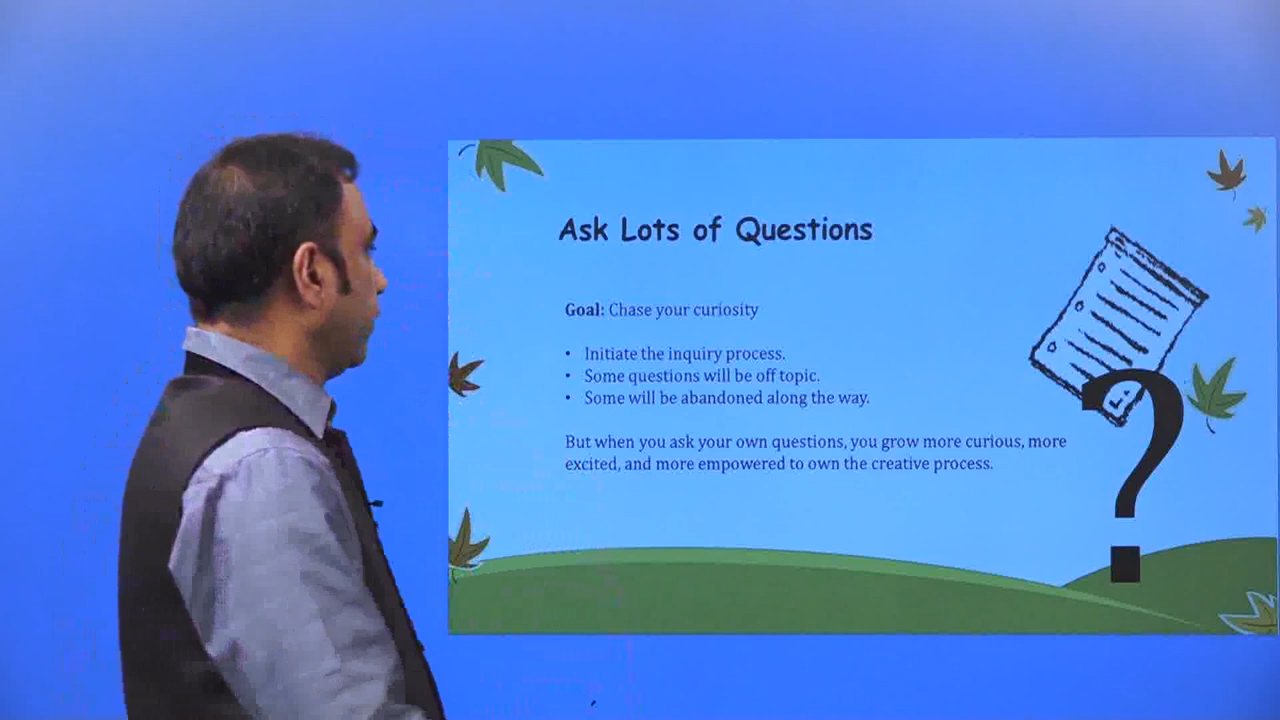 Ask Lots of Questions
Goal: Chase your curiosity
• Initiate the inquiry process.
• Some questions will be off topic.
• Some will be abandoned along the way.
But when you ask your own questions, you grow more curious, more
excited, and more empowered to own the creative process.
?